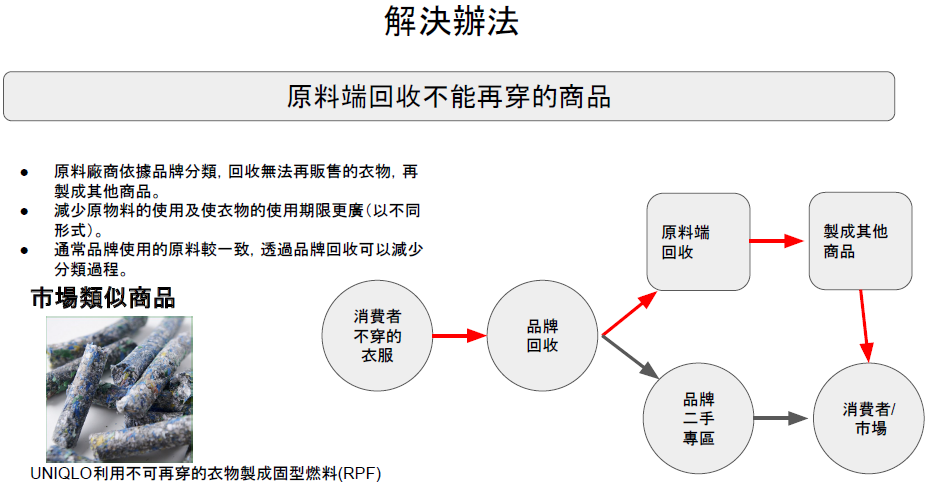 解決辦法
原料端回收不能再穿的商品
● 原料廠商依據品牌分類, 回收無法再販售的衣物, 再
製成其他商品。
● 減少原物料的使用及使衣物的使用期限更廣(以不同
形式)。
● 通常品牌使用的原料較一致, 透過品牌回收可以減少
分類過程。
市場類似商品
UNIQLO利用不可再穿的衣物製成固型燃料(RPF)
消費者
不穿的
衣服
品牌
回收
原料端
回收
製成其他
商品
品牌
二手
專區
消費者/
市場